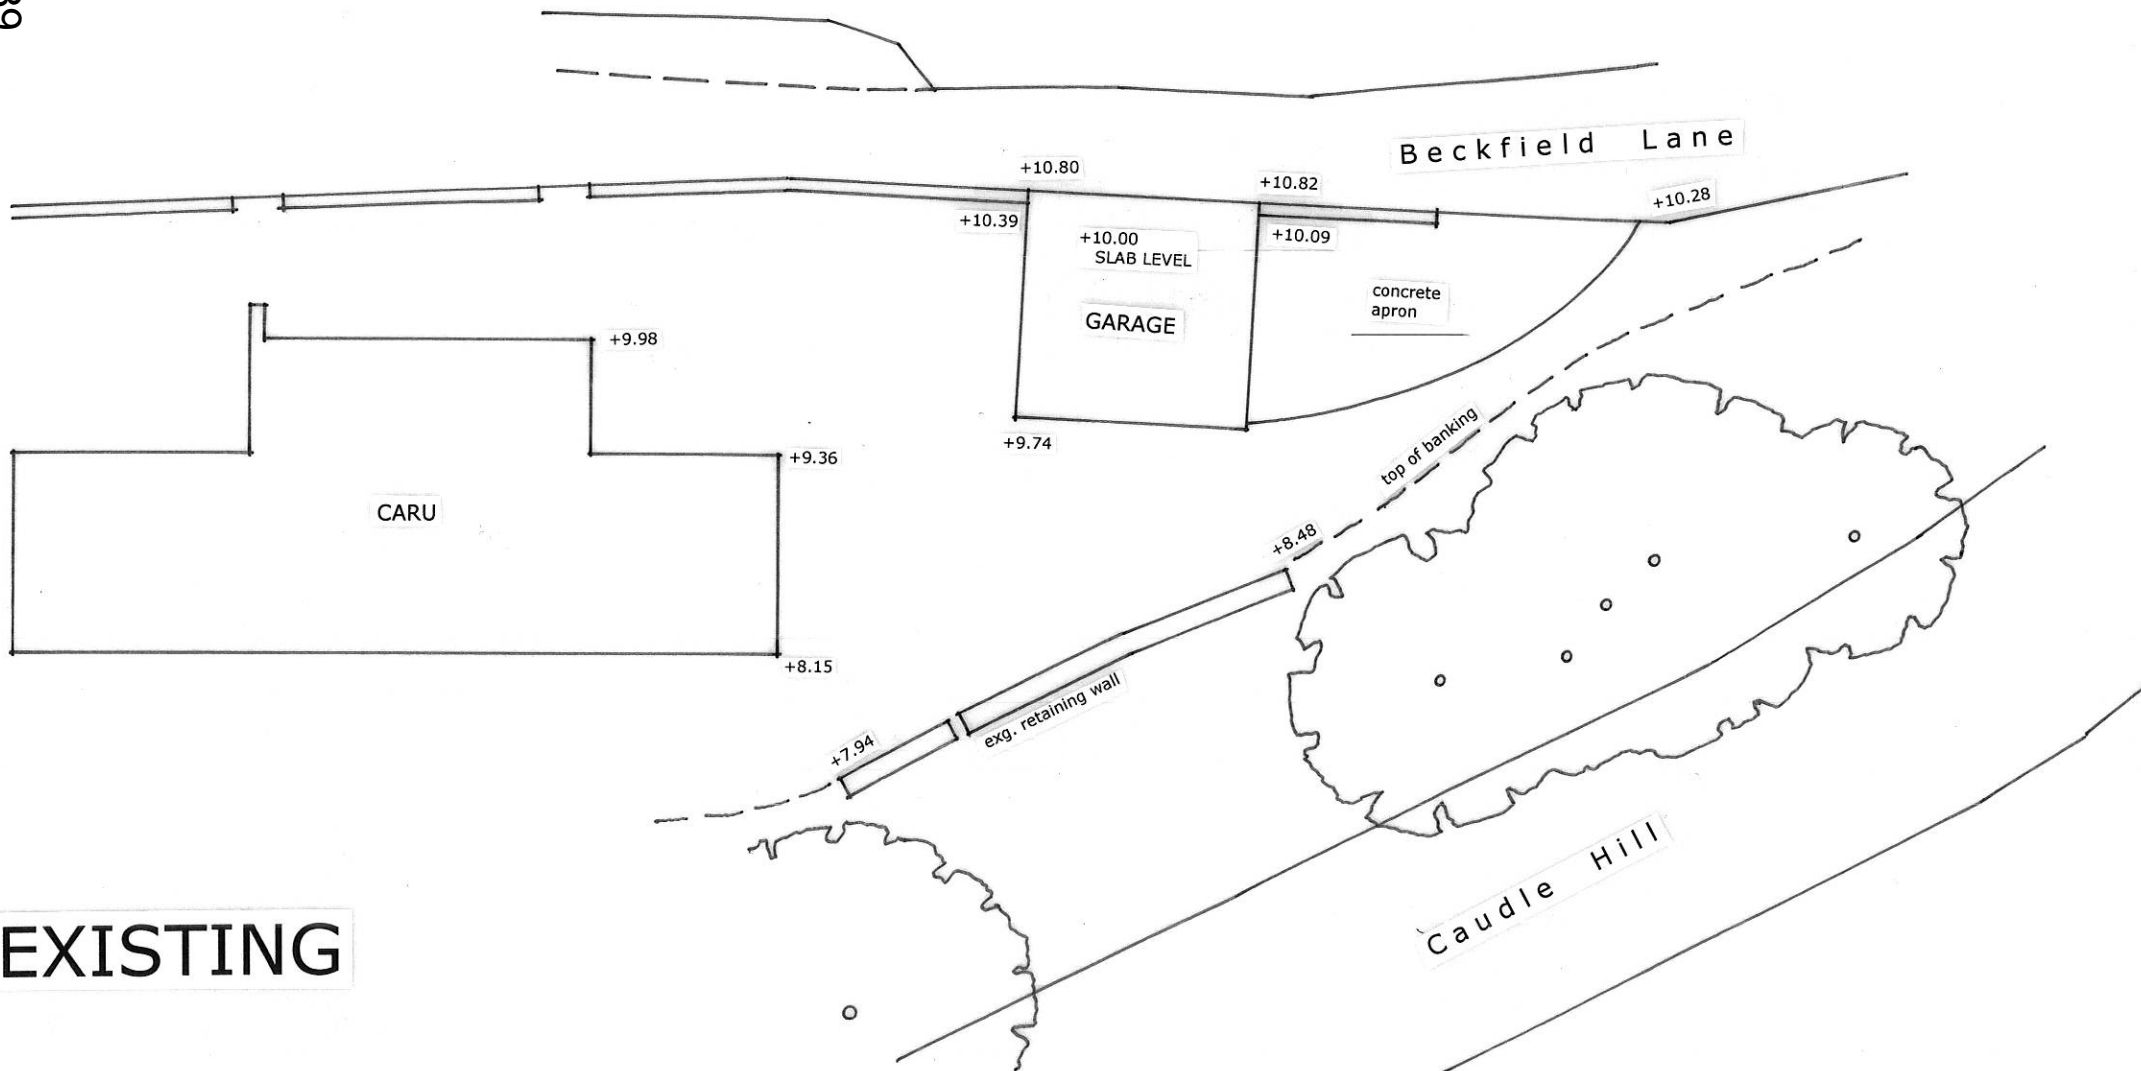 Beckfield Lane
+10.80
+10.82
+10.28
+10.39
+10.00
SLAB LEVEL
+10.09
concrete
apron
GARAGE
+9.98
+9.74
+9.36
top of banking
CARU
+8.48
+8.15
exg. retaining wall
+7.94
Caudle Hill
EXISTING